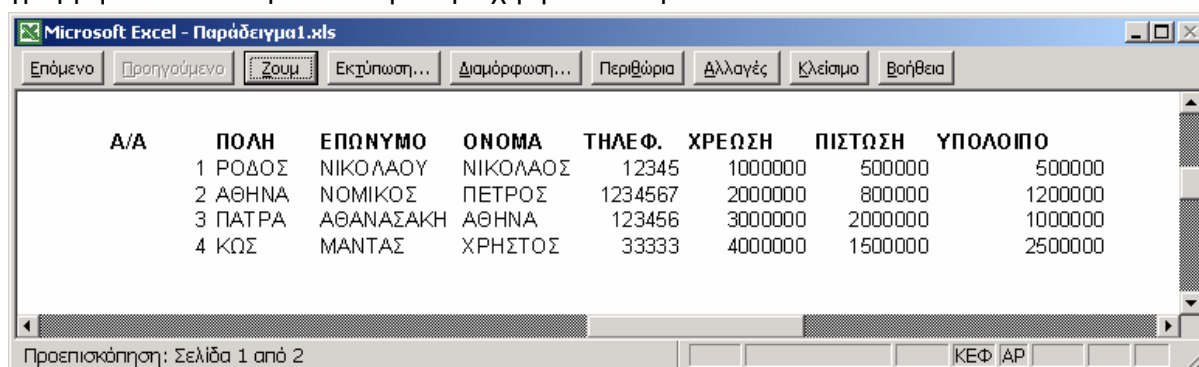 Microsoft Excel - Παράδειγμα1.xls
Επόμενο Προηγούμενο Ζουμ Εκτύπωση... Διαμόρφωση... Περιθώρια Αλλαγές Κλείσιμο Βοήθεια
Α/Α ΠΟΛΗ ΕΠΩΝΥΜΟ ΟΝΟΜΑ ΤΗΛΕΦ. ΧΡΕΩΣΗ ΠΙΣΤΩΣΗ ΥΠΟΛΟΙΠΟ
1 ΡΟΔΟΣ ΝΙΚΟΛΑΟΥ ΝΙΚΟΛΑΟΣ 12345 1000000 500000 500000
2 ΑΘΗΝΑ ΝΟΜΙΚΟΣ ΠΕΤΡΟΣ 1234567 2000000 800000 1200000
3 ΠΑΤΡΑ ΑΘΑΝΑΣΑΚΗ ΑΘΗΝΑ 123456 3000000 2000000 1000000
4 ΚΩΣ ΜΑΝΤΑΣ ΧΡΗΣΤΟΣ 33333 4000000 1500000 2500000
Προεπισκόπηση: Σελίδα 1 από 2 ΚΕΦ ΑΡ